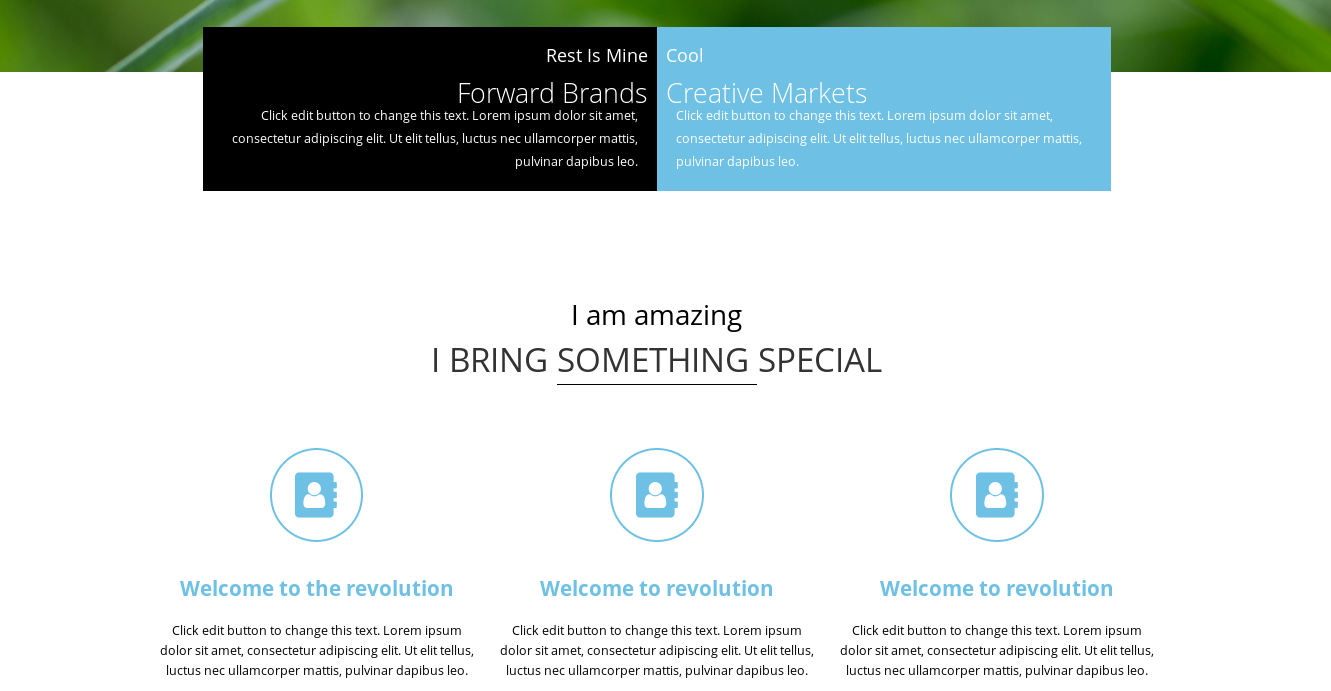 Rest Is Mine
Forward Brands
Click edit button to change this text. Lorem ipsum dolor sit amet,
consectetur adipiscing elit. Ut elit tellus, luctus nec ullamcorper mattis,
pulvinar dapibus leo.
Cool
Creative Markets
Click edit button to change this text. Lorem ipsum dolor sit amet,
consectetur adipiscing elit. Ut elit tellus, luctus nec ullamcorper mattis,
pulvinar dapibus leo.
I am amazing
I BRING SOMETHING SPECIAL
Welcome to the revolution
Click edit button to change this text. Lorem ipsum
dolor sit amet, consectetur adipiscing elit. Ut elit tellus,
luctus nec ullamcorper mattis, pulvinar dapibus leo.
Welcome to revolution
Click edit button to change this text. Lorem ipsum
dolor sit amet, consectetur adipiscing elit. Ut elit tellus,
luctus nec ullamcorper mattis, pulvinar dapibus leo.
Welcome to revolution
Click edit button to change this text. Lorem ipsum
dolor sit amet, consectetur adipiscing elit. Ut elit tellus,
luctus nec ullamcorper mattis, pulvinar dapibus leo.